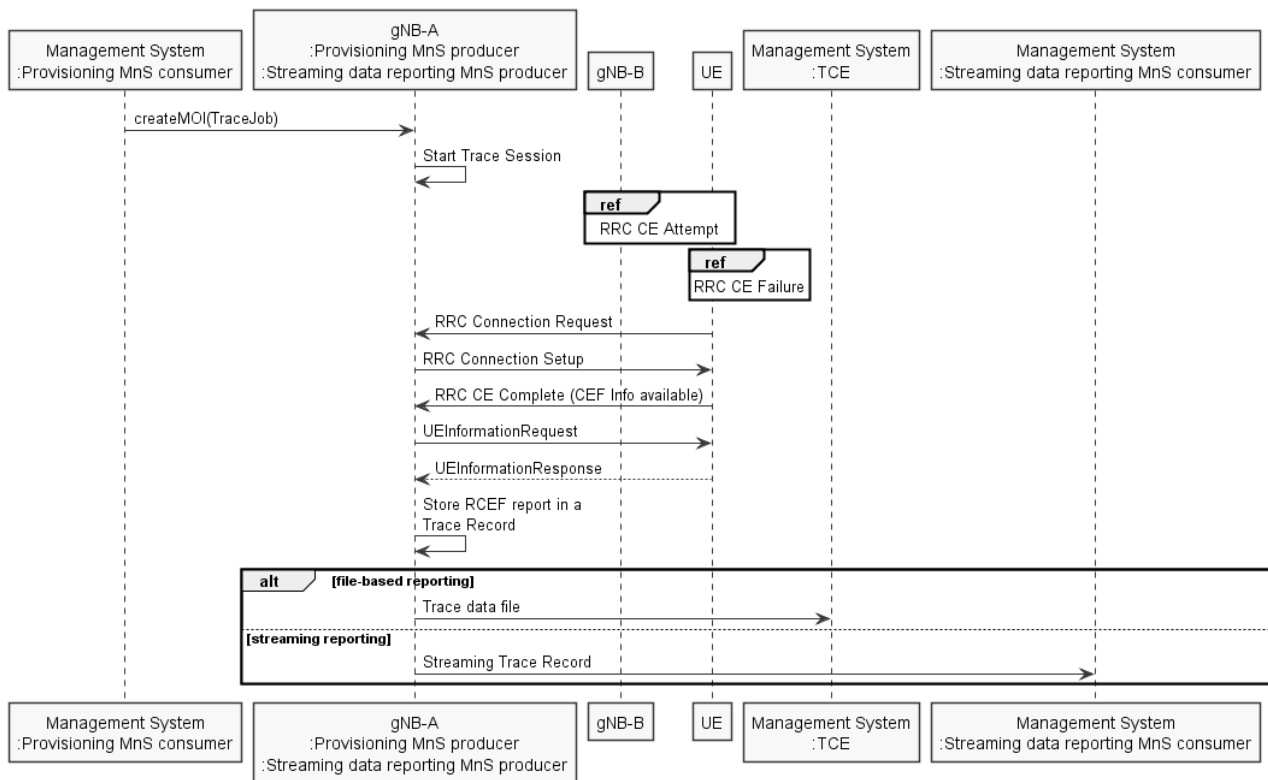 Management System
:Provisioning MnS consumer
gNB-A
:Provisioning MnS producer
:Streaming data reporting MnS producer
gNB-B
UE
Management System
:TCE
Management System
:Streaming data reporting MnS consumer
createMOI(TraceJob)
Start Trace Session
ref
RRC CE Attempt
ref
RRC CE Failure
RRC Connection Request
RRC Connection Setup
RRC CE Complete (CEF Info available)
UEInformationRequest
UEInformationResponse
Store RCEF report in a
Trace Record
alt [file-based reporting]
Trace data file
[streaming reporting]
Streaming Trace Record
Management System
:Provisioning MnS consumer
gNB-A
:Provisioning MnS producer
:Streaming data reporting MnS producer
gNB-B
UE
Management System
:TCE
Management System
:Streaming data reporting MnS consumer